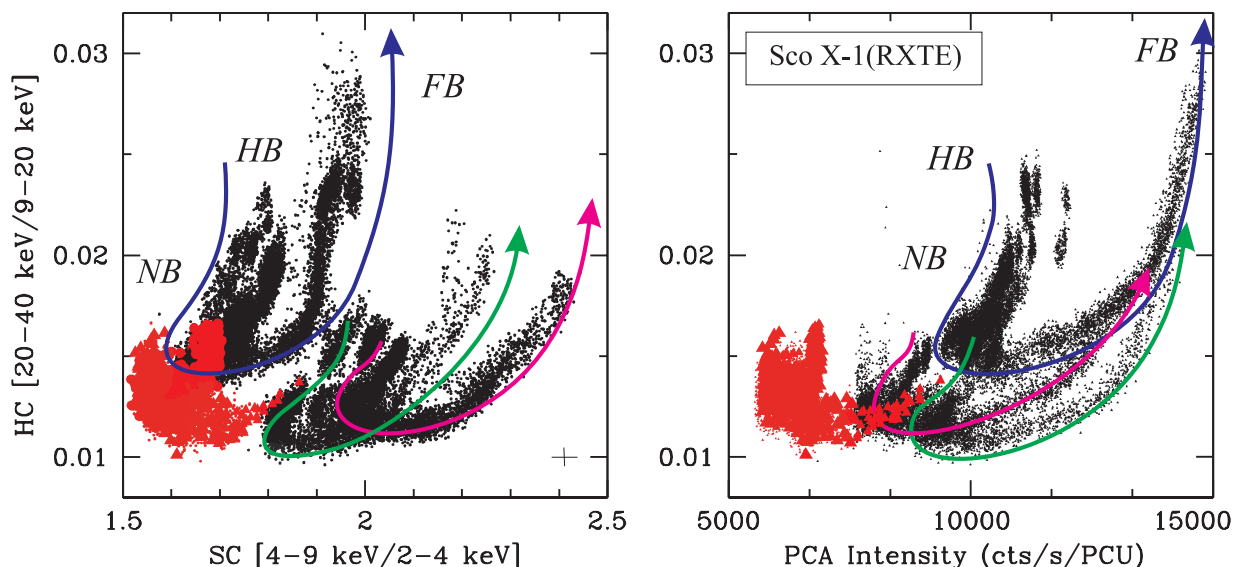 HC [20-40 keV/9-20 keV]
0.03
0.02
0.01
HB
NB
FB
1.5
2
2.5
SC [4-9 keV/2-4 keV]
Sco X-1(RXTE)
0.03
0.02
0.01
FB
HB
NB
5000
10000
15000
PCA Intensity (cts/s/PCU)